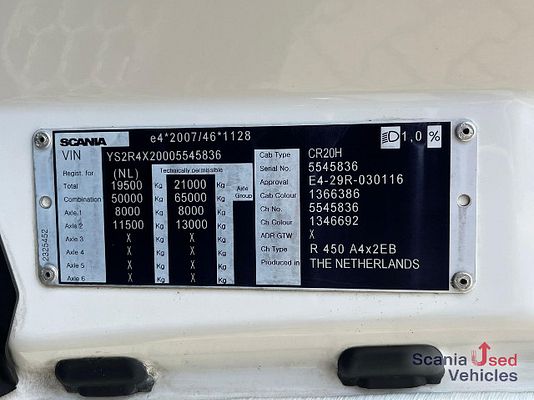 SCANIA e4*2007/46*1128 1,0 %
VIN YS2R4X20005545836
Regist. for (NL) Technically permissible
Total 19500 Kg 21000 Kg Axle Group
Combination 50000 Kg 65000 Kg
Axle 1 8000 Kg 8000 Kg
Axle 2 11500 Kg 13000 Kg
Axle 3 X Kg X Kg
Axle 4 X Kg X Kg
Axle 5 X Kg X Kg
Axle 6 X Kg X Kg
Cab Type CR20H
Serial No. 5545836
Approval E4-29R-030116
Cab Colour 1366386
Ch No. 5545836
Ch Colour 1346692
ADR GTW X
Ch Type R 450 A4x2EB
Produced in THE NETHERLANDS
2325452
Scania Used
Vehicles